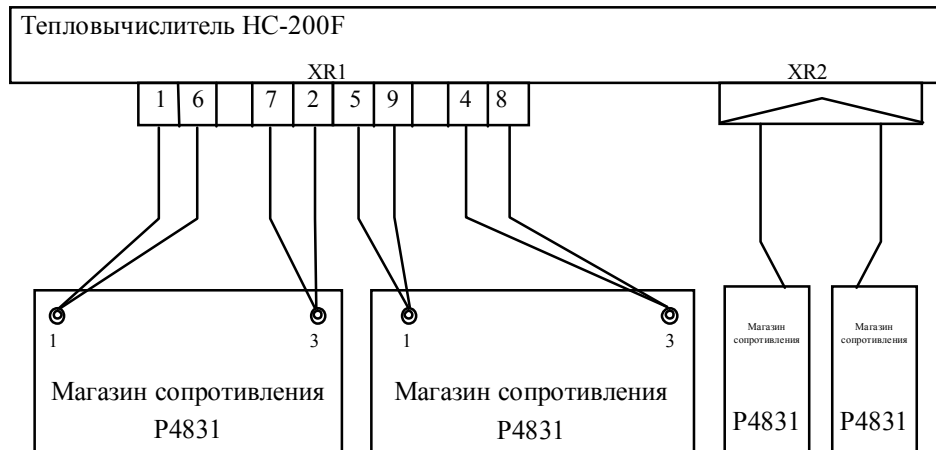 Тепловычислитель НС-200F
XR1
XR2
1 6 7 2 5 9 4 8
1
3
1
3
Магазин сопротивления
Р4831
Магазин сопротивления
Р4831
Магазин
сопротивления
Р4831
Магазин
сопротивления
Р4831